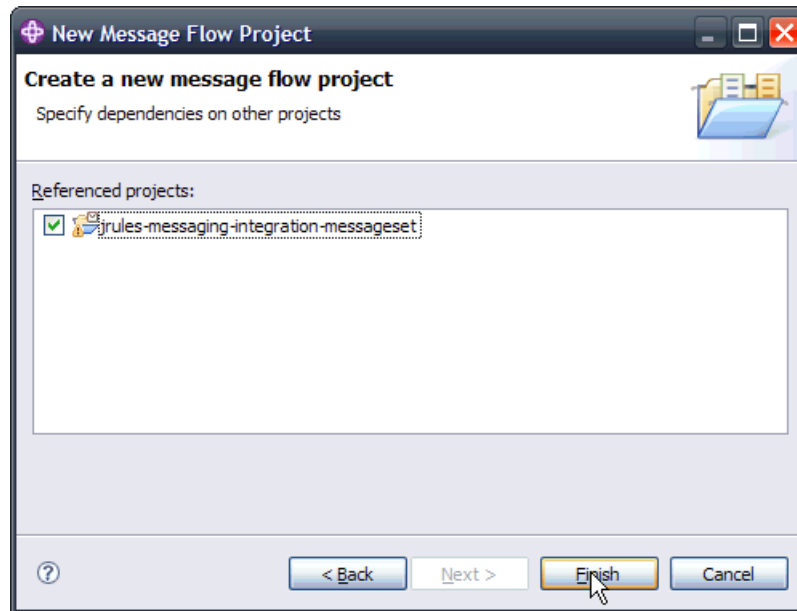 New Message Flow Project
Create a new message flow project
Specify dependencies on other projects
Referenced projects:
jrules-messaging-integration-messageset
?
< Back Next > Finish Cancel